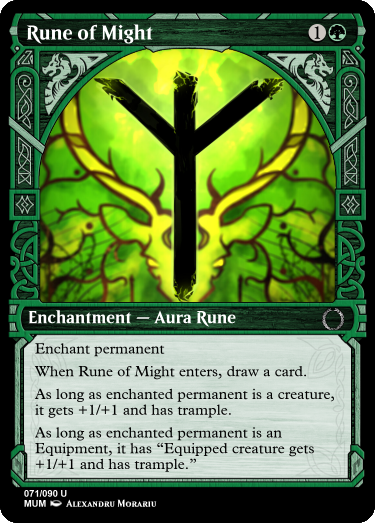 Rune of Might 1
Enchantment — Aura Rune
Enchant permanent
When Rune of Might enters, draw a card.
As long as enchanted permanent is a creature,
it gets +1/+1 and has trample.
As long as enchanted permanent is an
Equipment, it has “Equipped creature gets
+1/+1 and has trample.”
071/090 U
MUM Alexandru Morariu